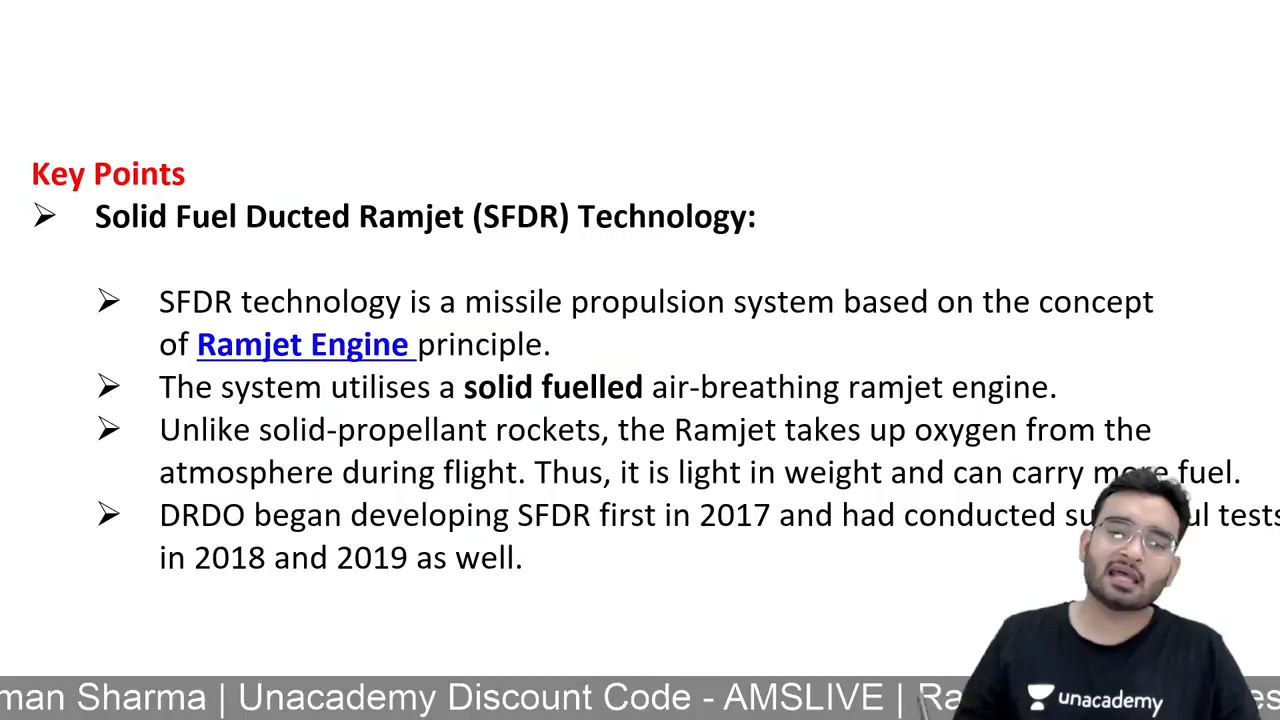 Key Points
➢ Solid Fuel Ducted Ramjet (SFDR) Technology:
➢ SFDR technology is a missile propulsion system based on the concept
of Ramjet Engine principle.
➢ The system utilises a solid fuelled air-breathing ramjet engine.
➢ Unlike solid-propellant rockets, the Ramjet takes up oxygen from the
atmosphere during flight. Thus, it is light in weight and can carry more fuel.
➢ DRDO began developing SFDR first in 2017 and had conducted tests
in 2018 and 2019 as well.
unacademy
Sharma | Unacademy Discount Code - AMSLIVE |